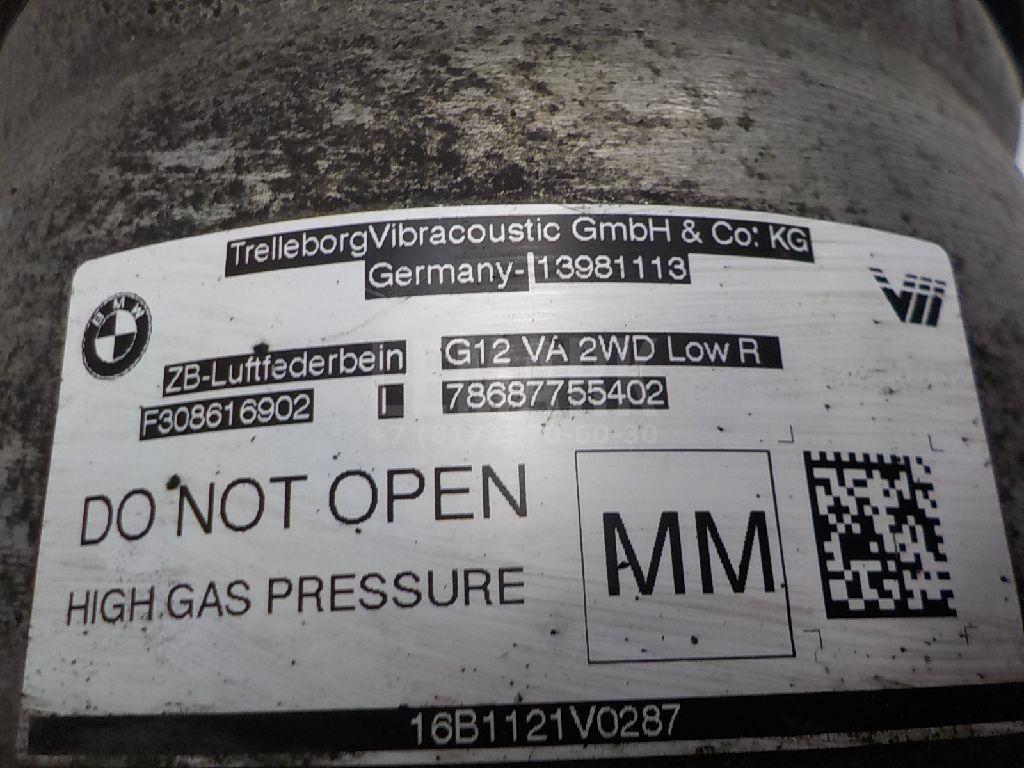 TrelleborgVibracoustic GmbH & Co: KG
Germany- 13981113
BMW
ZB-Luftfederbein G12 VA 2WD Low R
F308616902 I 78687755402
DO NOT OPEN
HIGH GAS PRESSURE
MM
16B1121V0287